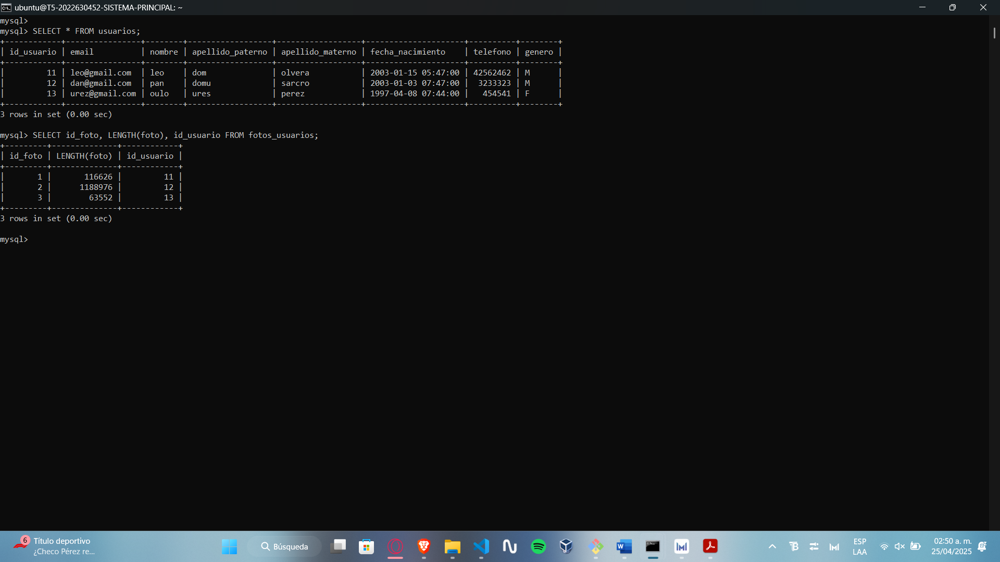 ubuntu@T5-2022630452-SISTEMA-PRINCIPAL: ~
mysql>
mysql> SELECT * FROM usuarios;
+------------+----------------+--------+------------------+------------------+---------------------+----------+--------+
| id_usuario | email          | nombre | apellido_paterno | apellido_materno | fecha_nacimiento    | telefono | genero |
+------------+----------------+--------+------------------+------------------+---------------------+----------+--------+
|         11 | leo@gmail.com  | leo    | dom              | olvera           | 2003-01-15 05:47:00 | 42562462 | M      |
|         12 | dan@gmail.com  | pan    | domu             | sarcro           | 2003-01-03 07:47:00 |  3233323 | M      |
|         13 | urez@gmail.com | oulo   | ures             | perez            | 1997-04-08 07:44:00 |   454541 | F      |
+------------+----------------+--------+------------------+------------------+---------------------+----------+--------+
3 rows in set (0.00 sec)
mysql> SELECT id_foto, LENGTH(foto), id_usuario FROM fotos_usuarios;
+---------+--------------+------------+
| id_foto | LENGTH(foto) | id_usuario |
+---------+--------------+------------+
|       1 |       116626 |         11 |
|       2 |      1188976 |         12 |
|       3 |        63552 |         13 |
+---------+--------------+------------+
3 rows in set (0.00 sec)
mysql>
6
Título deportivo
¿Checo Pérez re...
Búsqueda
ESP
LAA
02:50 a. m.
25/04/2025